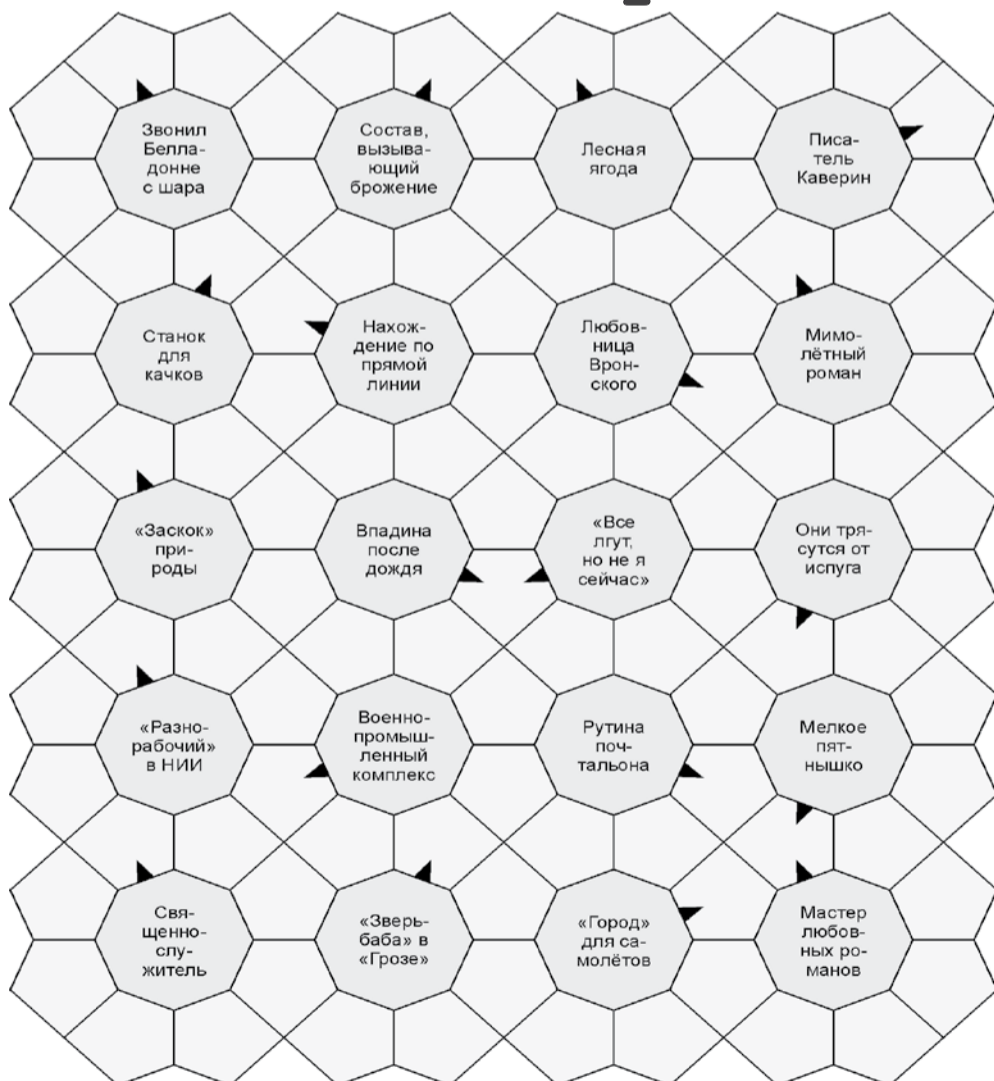 Звонил
Белла-
донне
с шара
Состав,
вызыва-
ющий
брожение
Лесная
ягода
Писа-
тель
Каверин
Станок
для
качков
Нахож-
дение по
прямой
линии
Любов-
ница
Врон-
ского
Мимо-
лётный
роман
«Заскок»
при-
роды
Впадина
после
дождя
«Все
лгут,
но не я
сейчас»
Они тря-
сутся от
испуга
«Разно-
рабочий»
в НИИ
Военно-
промыш-
ленный
комплекс
Рутина
поч-
тальона
Мелкое
пят-
нышко
Свя-
щенно-
слу-
житель
«Зверь-
баба» в
«Грозе»
«Город»
для са-
молётов
Мастер
любов-
ных ро-
манов